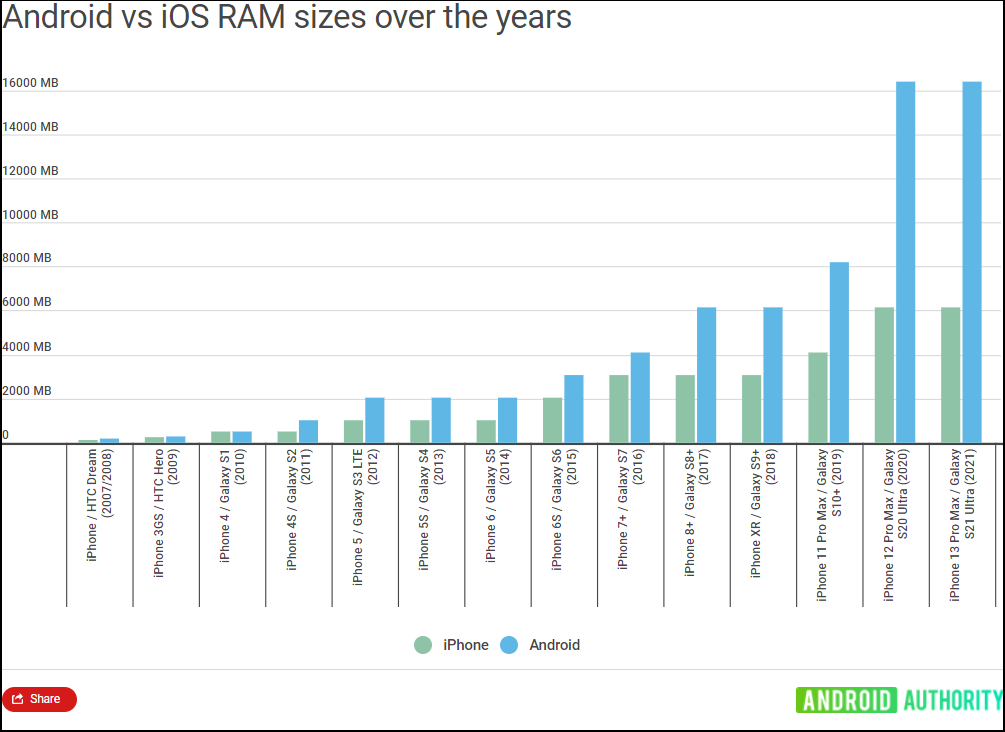 Android vs iOS RAM sizes over the years
16000 MB
14000 MB
12000 MB
10000 MB
8000 MB
6000 MB
4000 MB
2000 MB
0
iPhone / HTC Dream
(2007/2008)
iPhone 3GS / HTC Hero
(2009)
iPhone 4 / Galaxy S1
(2010)
iPhone 4S / Galaxy S2
(2011)
iPhone 5 / Galaxy S3 LTE
(2012)
iPhone 5S / Galaxy S4
(2013)
iPhone 6 / Galaxy S5
(2014)
iPhone 6S / Galaxy S6
(2015)
iPhone 7+ / Galaxy S7
(2016)
iPhone 8+ / Galaxy S8+
(2017)
iPhone XR / Galaxy S9+
(2018)
iPhone 11 Pro Max / Galaxy
S10+ (2019)
iPhone 12 Pro Max / Galaxy
S20 Ultra (2020)
iPhone 13 Pro Max / Galaxy
S21 Ultra (2021)
iPhone Android
Share
ANDROID AUTHORITY